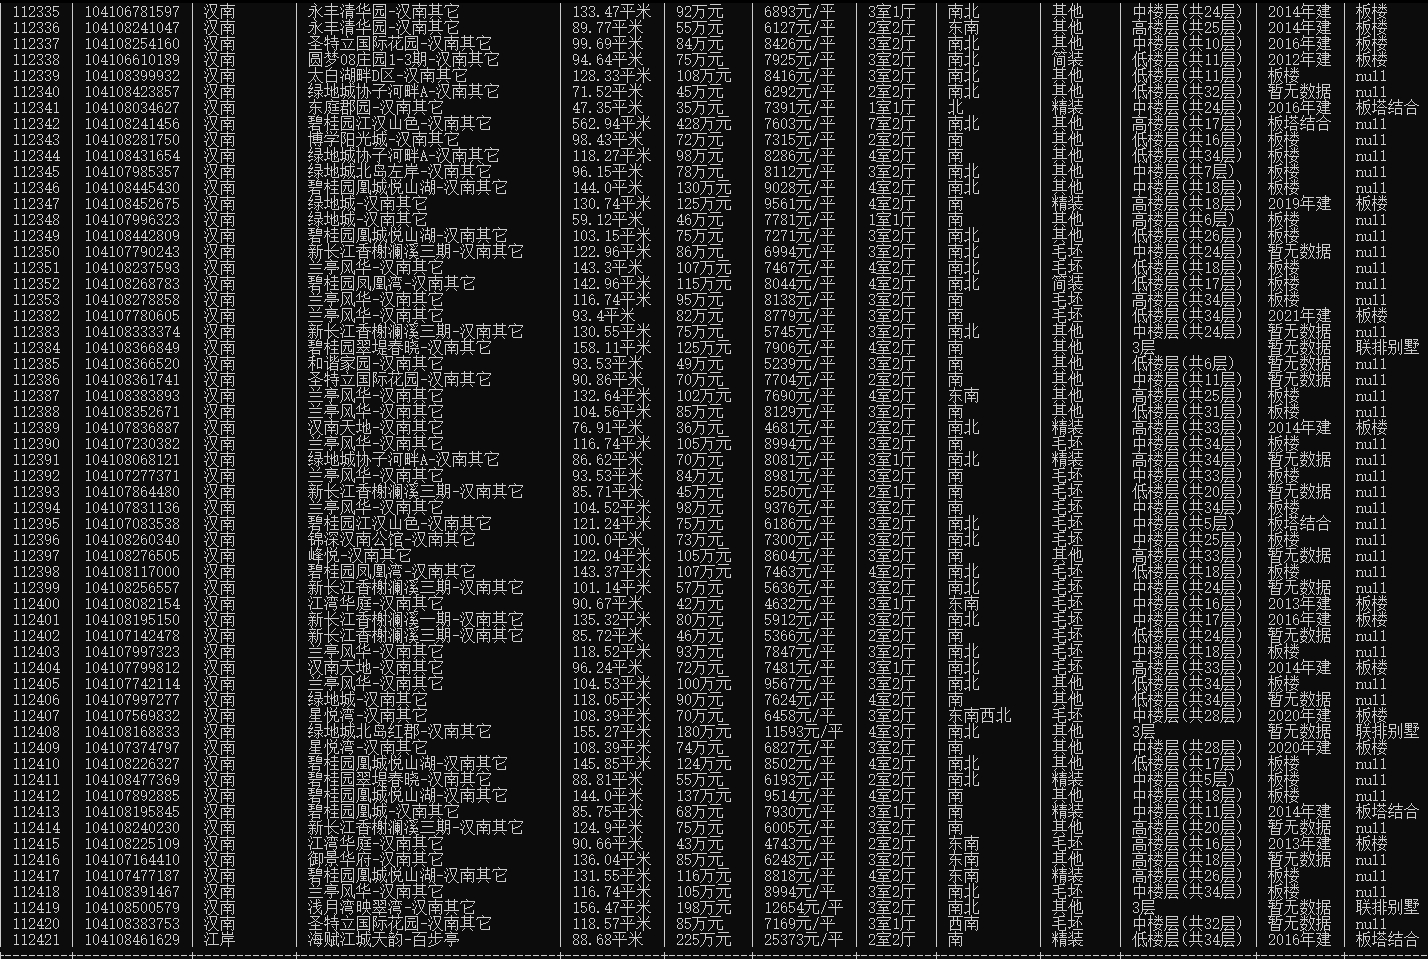 112335 104106781597 汉南 永丰清华园-汉南其它 133.47平米 92万元 6893元/平 3室1厅 南北 其他 中楼层(共24层) 2014年建 板楼
112336 104108241047 汉南 永丰清华园-汉南其它 89.77平米 55万元 6127元/平 2室2厅 东南 其他 高楼层(共25层) 2014年建 板楼
112337 104108254160 汉南 圣特立国际花园-汉南其它 99.69平米 84万元 8426元/平 3室2厅 南北 其他 中楼层(共10层) 2016年建 板楼
112338 104106610189 汉南 圆梦08庄园1-3期-汉南其它 94.64平米 75万元 7925元/平 3室2厅 南北 简装 低楼层(共11层) 2012年建 板楼
112339 104108399932 汉南 太白湖畔D区-汉南其它 128.33平米 108万元 8416元/平 3室2厅 南北 其他 低楼层(共11层) 板楼 null
112340 104108423857 汉南 绿地城协子河畔A-汉南其它 71.52平米 45万元 6292元/平 2室2厅 南北 其他 低楼层(共32层) 暂无数据 null
112341 104108034627 汉南 东庭郡园-汉南其它 47.35平米 35万元 7391元/平 1室1厅 北 精装 中楼层(共24层) 2016年建 板塔结合
112342 104108241456 汉南 碧桂园江汉山色-汉南其它 562.94平米 428万元 7603元/平 7室2厅 南北 其他 高楼层(共17层) 板塔结合 null
112343 104108281750 汉南 博学阳光城-汉南其它 98.43平米 72万元 7315元/平 2室2厅 南 其他 低楼层(共16层) 板楼 null
112344 104108431654 汉南 绿地城协子河畔A-汉南其它 118.27平米 98万元 8286元/平 4室2厅 南 其他 低楼层(共34层) 板楼 null
112345 104107985357 汉南 绿地城北岛左岸-汉南其它 96.15平米 78万元 8112元/平 3室2厅 南 其他 中楼层(共7层) 板楼 null
112346 104108445430 汉南 碧桂园凰城悦山湖-汉南其它 144.0平米 130万元 9028元/平 4室2厅 南北 其他 中楼层(共18层) 板楼 null
112347 104108452675 汉南 绿地城-汉南其它 130.74平米 125万元 9561元/平 4室2厅 南 精装 高楼层(共18层) 2019年建 板楼
112348 104107996323 汉南 绿地城-汉南其它 59.12平米 46万元 7781元/平 1室1厅 南 其他 高楼层(共6层) 板楼 null
112349 104108442809 汉南 碧桂园凰城悦山湖-汉南其它 103.15平米 75万元 7271元/平 3室2厅 南北 其他 低楼层(共26层) 板楼 null
112350 104107790243 汉南 新长江香榭澜溪三期-汉南其它 122.96平米 86万元 6994元/平 3室2厅 南北 毛坯 中楼层(共24层) 暂无数据 null
112351 104108237593 汉南 兰亭风华-汉南其它 143.3平米 107万元 7467元/平 4室2厅 南北 毛坯 低楼层(共18层) 板楼 null
112352 104108268783 汉南 碧桂园凤凰湾-汉南其它 142.96平米 115万元 8044元/平 4室2厅 南北 简装 低楼层(共17层) 板楼 null
112353 104108278858 汉南 兰亭风华-汉南其它 116.74平米 95万元 8138元/平 3室2厅 南 毛坯 高楼层(共34层) 板楼 null
112382 104107780605 汉南 兰亭风华-汉南其它 93.4平米 82万元 8779元/平 3室2厅 南 毛坯 低楼层(共34层) 2021年建 板楼
112383 104108333374 汉南 新长江香榭澜溪三期-汉南其它 130.55平米 75万元 5745元/平 3室2厅 南北 其他 中楼层(共24层) 暂无数据 null
112384 104108366849 汉南 碧桂园翠堤春晓-汉南其它 158.11平米 125万元 7906元/平 4室2厅 南 其他 3层 暂无数据 联排别墅
112385 104108366520 汉南 和谐家园-汉南其它 93.53平米 49万元 5239元/平 3室2厅 南 其他 低楼层(共6层) 暂无数据 null
112386 104108361741 汉南 圣特立国际花园-汉南其它 90.86平米 70万元 7704元/平 2室2厅 南 其他 中楼层(共11层) 暂无数据 null
112387 104108383893 汉南 兰亭风华-汉南其它 132.64平米 102万元 7690元/平 4室2厅 东南 其他 高楼层(共25层) 板楼 null
112388 104108352671 汉南 兰亭风华-汉南其它 104.56平米 85万元 8129元/平 3室2厅 南 其他 低楼层(共31层) 板楼 null
112389 104107836887 汉南 汉南天地-汉南其它 76.91平米 36万元 4681元/平 2室2厅 南北 精装 高楼层(共33层) 2014年建 板楼
112390 104107230382 汉南 兰亭风华-汉南其它 116.74平米 105万元 8994元/平 3室2厅 南 毛坯 中楼层(共34层) 板楼 null
112391 104108068121 汉南 绿地城协子河畔A-汉南其它 86.62平米 70万元 8081元/平 3室1厅 南北 精装 高楼层(共34层) 暂无数据 null
112392 104107277371 汉南 兰亭风华-汉南其它 93.53平米 84万元 8981元/平 3室2厅 南 毛坯 中楼层(共33层) 板楼 null
112393 104107864480 汉南 新长江香榭澜溪三期-汉南其它 85.71平米 45万元 5250元/平 2室1厅 南 毛坯 低楼层(共20层) 暂无数据 null
112394 104107831136 汉南 兰亭风华-汉南其它 104.52平米 98万元 9376元/平 3室2厅 南 毛坯 中楼层(共34层) 板楼 null
112395 104107083538 汉南 碧桂园江汉山色-汉南其它 121.24平米 75万元 6186元/平 3室2厅 南北 毛坯 中楼层(共5层) 板塔结合 null
112396 104108260340 汉南 锦深汉南公馆-汉南其它 100.0平米 73万元 7300元/平 3室2厅 南北 毛坯 中楼层(共25层) 板楼 null
112397 104108276505 汉南 峰悦-汉南其它 122.04平米 105万元 8604元/平 3室2厅 南 其他 高楼层(共33层) 暂无数据 null
112398 104108117000 汉南 碧桂园凤凰湾-汉南其它 143.37平米 107万元 7463元/平 4室2厅 南北 毛坯 低楼层(共18层) 板楼 null
112399 104108256557 汉南 新长江香榭澜溪三期-汉南其它 101.14平米 57万元 5636元/平 3室2厅 南北 毛坯 中楼层(共24层) 暂无数据 null
112400 104108082154 汉南 江湾华庭-汉南其它 90.67平米 42万元 4632元/平 3室1厅 东南 毛坯 中楼层(共16层) 2013年建 板楼
112401 104108195150 汉南 新长江香榭澜溪一期-汉南其它 135.32平米 80万元 5912元/平 3室2厅 南北 毛坯 中楼层(共17层) 2016年建 板楼
112402 104107142478 汉南 新长江香榭澜溪三期-汉南其它 85.72平米 46万元 5366元/平 2室2厅 南 毛坯 低楼层(共24层) 暂无数据 null
112403 104107997323 汉南 兰亭风华-汉南其它 118.52平米 93万元 7847元/平 3室2厅 南北 毛坯 中楼层(共18层) 板楼 null
112404 104107799812 汉南 汉南天地-汉南其它 96.24平米 72万元 7481元/平 3室1厅 南北 其他 高楼层(共33层) 2014年建 板楼
112405 104107742114 汉南 兰亭风华-汉南其它 104.53平米 100万元 9567元/平 3室2厅 南北 其他 中楼层(共34层) 板楼 null
112406 104107997277 汉南 绿地城-汉南其它 118.05平米 90万元 7624元/平 4室2厅 南 其他 低楼层(共34层) 暂无数据 null
112407 104107569832 汉南 星悦湾-汉南其它 108.39平米 70万元 6458元/平 3室2厅 东南西北 毛坯 中楼层(共28层) 2020年建 板楼
112408 104108168833 汉南 绿地城北岛红郡-汉南其它 155.27平米 180万元 11593元/平 4室3厅 南北 其他 3层 暂无数据 联排别墅
112409 104107374797 汉南 星悦湾-汉南其它 108.39平米 74万元 6827元/平 3室2厅 南 其他 中楼层(共28层) 2020年建 板楼
112410 104108226327 汉南 碧桂园凰城悦山湖-汉南其它 145.85平米 124万元 8502元/平 4室2厅 南北 其他 低楼层(共17层) 板楼 null
112411 104108477369 汉南 碧桂园翠堤春晓-汉南其它 88.81平米 55万元 6193元/平 2室2厅 南北 精装 中楼层(共5层) 板楼 null
112412 104107892885 汉南 碧桂园凰城悦山湖-汉南其它 144.0平米 137万元 9514元/平 4室2厅 南 其他 中楼层(共18层) 板楼 null
112413 104108195845 汉南 碧桂园凰城-汉南其它 85.75平米 68万元 7930元/平 3室1厅 南 精装 中楼层(共11层) 2014年建 板塔结合
112414 104108240230 汉南 新长江香榭澜溪三期-汉南其它 124.9平米 75万元 6005元/平 3室2厅 南 其他 高楼层(共20层) 暂无数据 null
112415 104108225109 汉南 江湾华庭-汉南其它 90.66平米 43万元 4743元/平 2室2厅 东南 毛坯 高楼层(共16层) 2013年建 板楼
112416 104107164410 汉南 御景华府-汉南其它 136.04平米 85万元 6248元/平 3室2厅 东南 其他 高楼层(共18层) 暂无数据 null
112417 104107477187 汉南 碧桂园凰城悦山湖-汉南其它 131.55平米 116万元 8818元/平 4室2厅 东南 精装 高楼层(共26层) 板楼 null
112418 104108391467 汉南 兰亭风华-汉南其它 116.74平米 105万元 8994元/平 3室2厅 南北 毛坯 中楼层(共34层) 板楼 null
112419 104108500579 汉南 浅月湾映翠湾-汉南其它 156.47平米 198万元 12654元/平 3室2厅 南北 其他 3层 暂无数据 联排别墅
112420 104108383753 汉南 圣特立国际花园-汉南其它 118.57平米 85万元 7169元/平 3室1厅 西南 毛坯 中楼层(共32层) 暂无数据 null
112421 104108461629 江岸 海赋江城天韵-百步亭 88.68平米 225万元 25373元/平 2室2厅 南 精装 低楼层(共34层) 2016年建 板塔结合